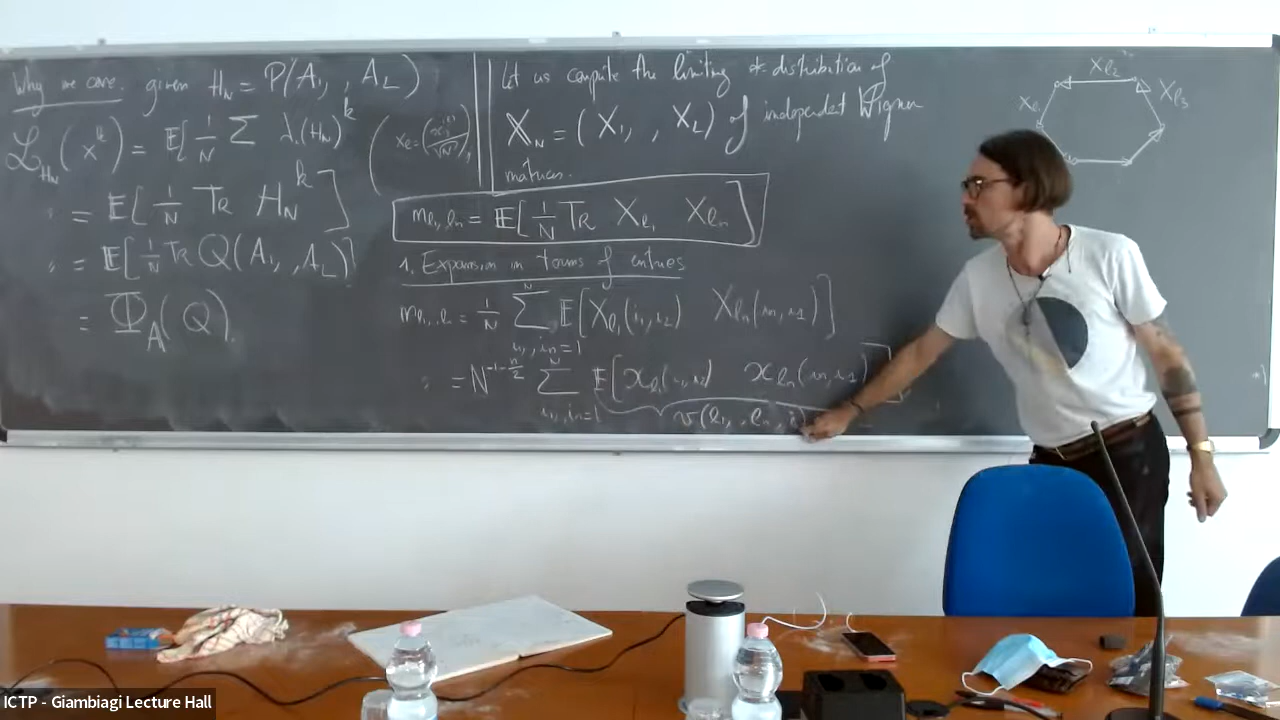 Why we care. given H_N = P(A_1, , A_L)
L_{H_N}(x^k) = E[1/N Σ λ_i(H_N)^k
= E[1/N Tr H_N^k]
= E[1/N Tr Q(A_1, , A_L)]
= Φ_A(Q).
Let us compute the limiting *-distribution of
X_N = (X_1, , X_L) of independent Wigner
matrices.
m_{ℓ_1, ℓ_n} = E[1/N Tr X_{ℓ_1} X_{ℓ_n}]
1. Expansion in terms of entries
m_{ℓ_1..ℓ_n} = 1/N Σ_{i_1, i_n=1}^N E[X_{ℓ_1}(i_1,i_2) X_{ℓ_n}(i_n,i_1)]
= N^{-1-n/2} Σ_{i_1, i_n=1}^N E[x_{ℓ_1}(i_1,i_2) x_{ℓ_n}(i_n,i_1)]
v(ℓ_1, ,ℓ_n, i)
X_{ℓ_1}
X_{ℓ_2}
X_{ℓ_3}
ICTP - Giambiagi Lecture Hall